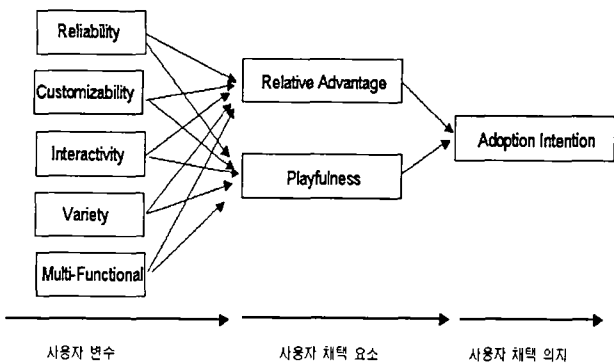 Reliability
Customizability
Interactivity
Variety
Multi-Functional
Relative Advantage
Playfulness
Adoption Intention
사용자 변수
사용자 채택 요소
사용자 채택 의지